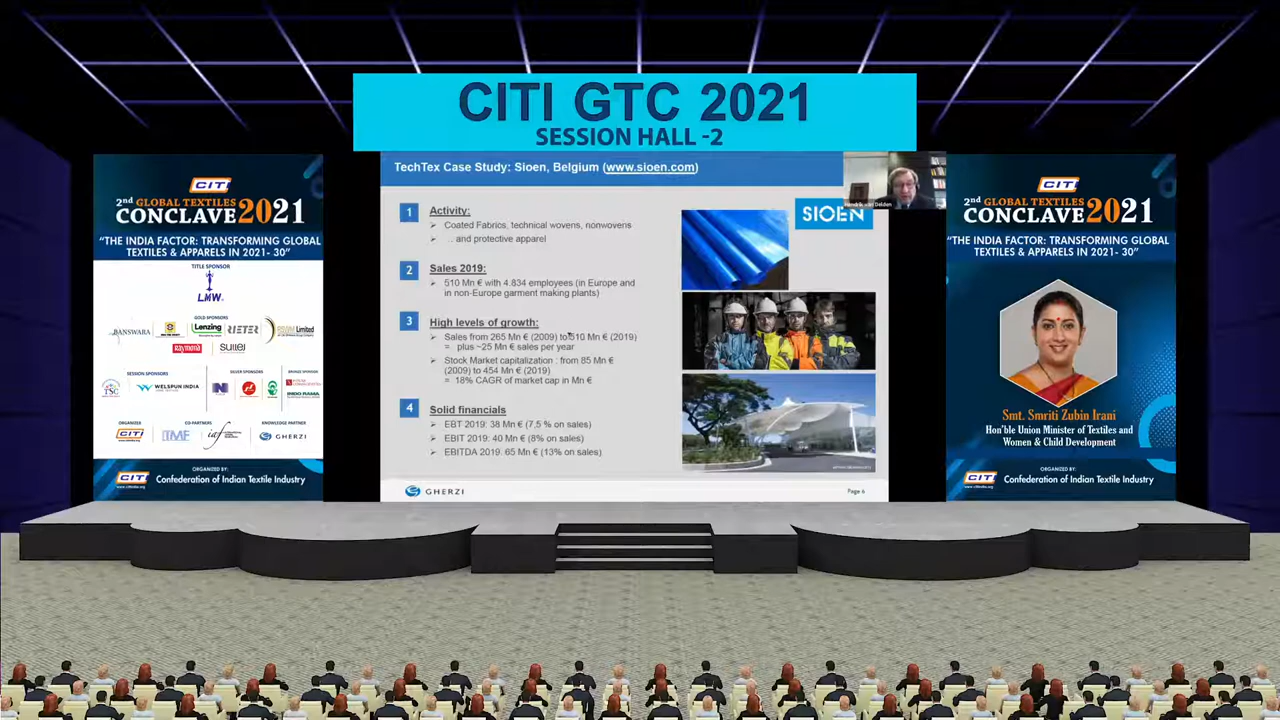 CITI GTC 2021
SESSION HALL -2
CITI
2nd GLOBAL TEXTILES
CONCLAVE 2021
"THE INDIA FACTOR: TRANSFORMING GLOBAL
TEXTILES & APPARELS IN 2021- 30"
TITLE SPONSOR
LMW
GOLD SPONSORS
BANSWARA
Lenzing
RIETER
Limited
Raymond
SESSION SPONSORS
SILVER SPONSORS
TSC
WELSPUN INDIA
INDO RAMA
ORGANIZER
CO-PARTNERS
KNOWLEDGE PARTNER
CITI
iaf
GHERZI
CITI
ORGANIZED BY:
Confederation of Indian Textile Industry
TechTex Case Study: Sioen, Belgium (www.sioen.com)
1 Activity:
Coated Fabrics, technical wovens, nonwovens
... and protective apparel
2 Sales 2019:
510 Mn € with 4.834 employees (in Europe and
in non-Europe garment making plants)
3 High levels of growth:
Sales from 265 Mn € (2009) to 510 Mn € (2019)
= plus ~25 Mn € sales per year
Stock Market capitalization : from 85 Mn €
(2009) to 454 Mn € (2019)
= 18% CAGR of market cap in Mn €
4 Solid financials
EBT 2019: 38 Mn € (7,5 % on sales)
EBIT 2019: 40 Mn € (8% on sales)
EBITDA 2019: 65 Mn € (13% on sales)
SIOEN
GHERZI
Page 6
CITI
2nd GLOBAL TEXTILES
CONCLAVE 2021
"THE INDIA FACTOR: TRANSFORMING GLOBAL
TEXTILES & APPARELS IN 2021- 30"
Smt. Smriti Zubin Irani
Hon'ble Union Minister of Textiles and
Women & Child Development
CITI
ORGANIZED BY:
Confederation of Indian Textile Industry